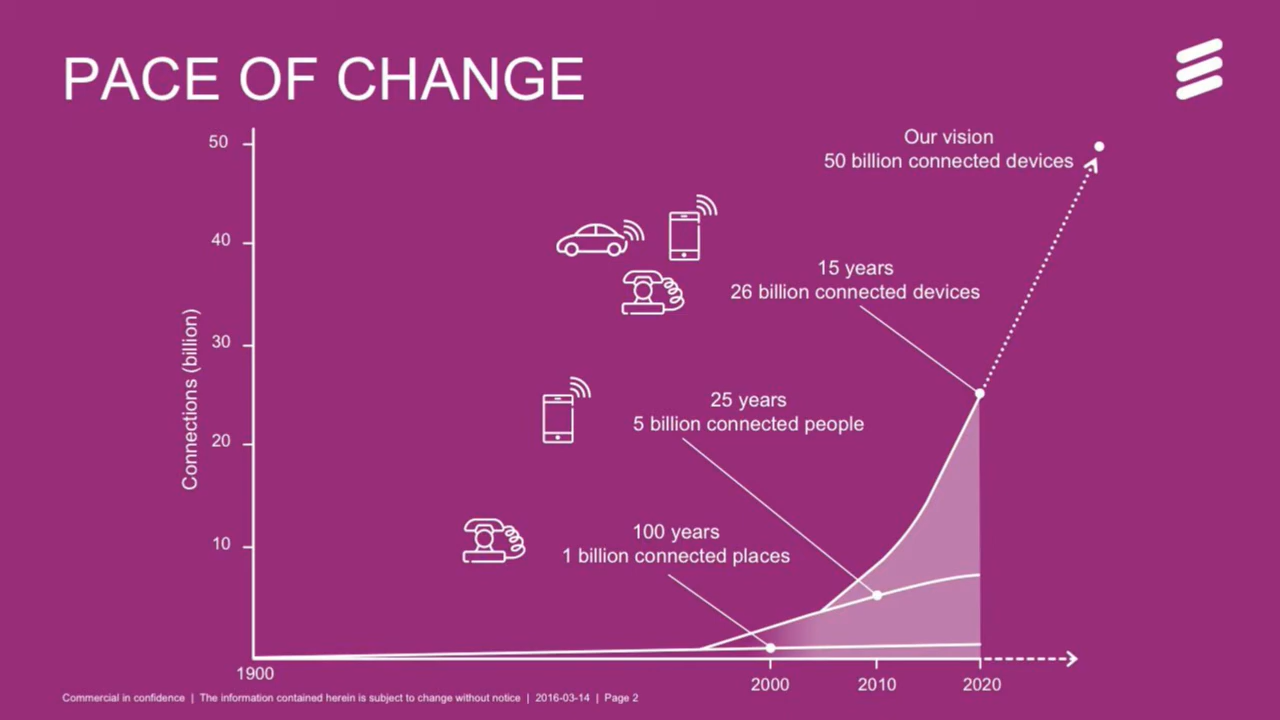 PACE OF CHANGE
50
40
30
20
10
Connections (billion)
Our vision
50 billion connected devices
15 years
26 billion connected devices
25 years
5 billion connected people
100 years
1 billion connected places
1900
2000
2010
2020
Commercial in confidence | The information contained herein is subject to change without notice | 2016-03-14 | Page 2